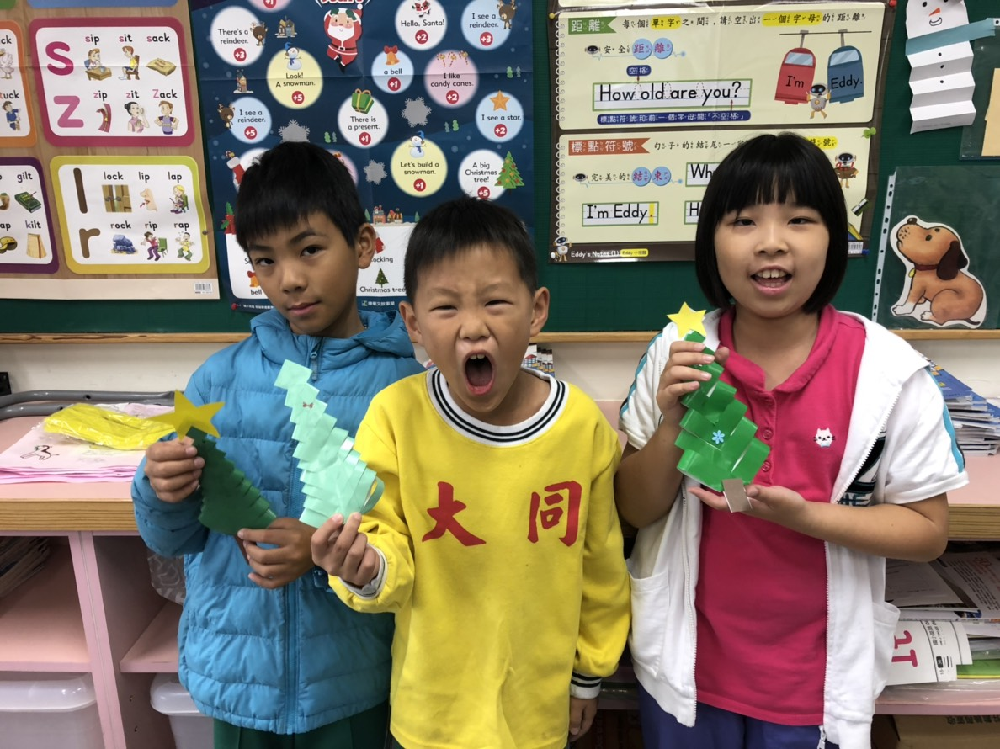 sip sit sack
s
z
zip zit Zack
uck
tuck
gilt
ap kilt
lock lip lap
l
r
rock rip rap
There's a
reindeer.
+3
Look!
A snowman.
+5
I see a
reindeer.
+5
Hello, Santa!
+2
a bell
+1
There is
a present.
+1
Let's build a
snowman.
+1
I see a
reindeer.
+3
I like
candy canes.
+2
I see a star.
+2
A big
Christmas
tree!
+5
bell
ocking
Christmas tree
距離
每個單字之間,請空出一個字母的距離
安全距離
空格
How old are you?
標點符號和前一個字母間『不空格』
I'm
Eddy.
標點符號
句子的結尾一
號
完美的結束
Wh
I'm Eddy.
H
Eddy's Notes (1)
大同